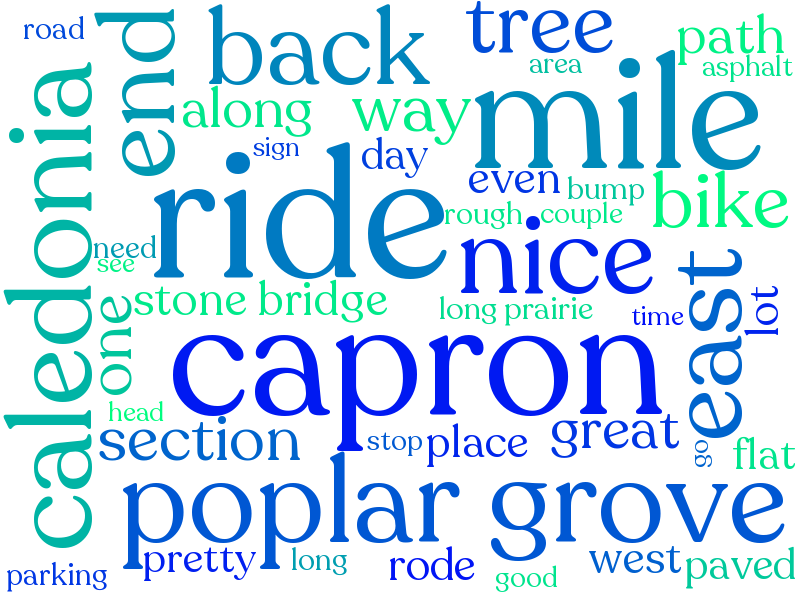 road
end
back
tree
path
area
asphalt
caledonia
along
way
mile
sign
day
even
bump
bike
ride
rough
couple
need
see
nice
east
stone bridge
long prairie
time
lot
one
capron
head
section
stop
place
great
go
flat
poplar grove
parking
pretty
long
rode
good
west
paved